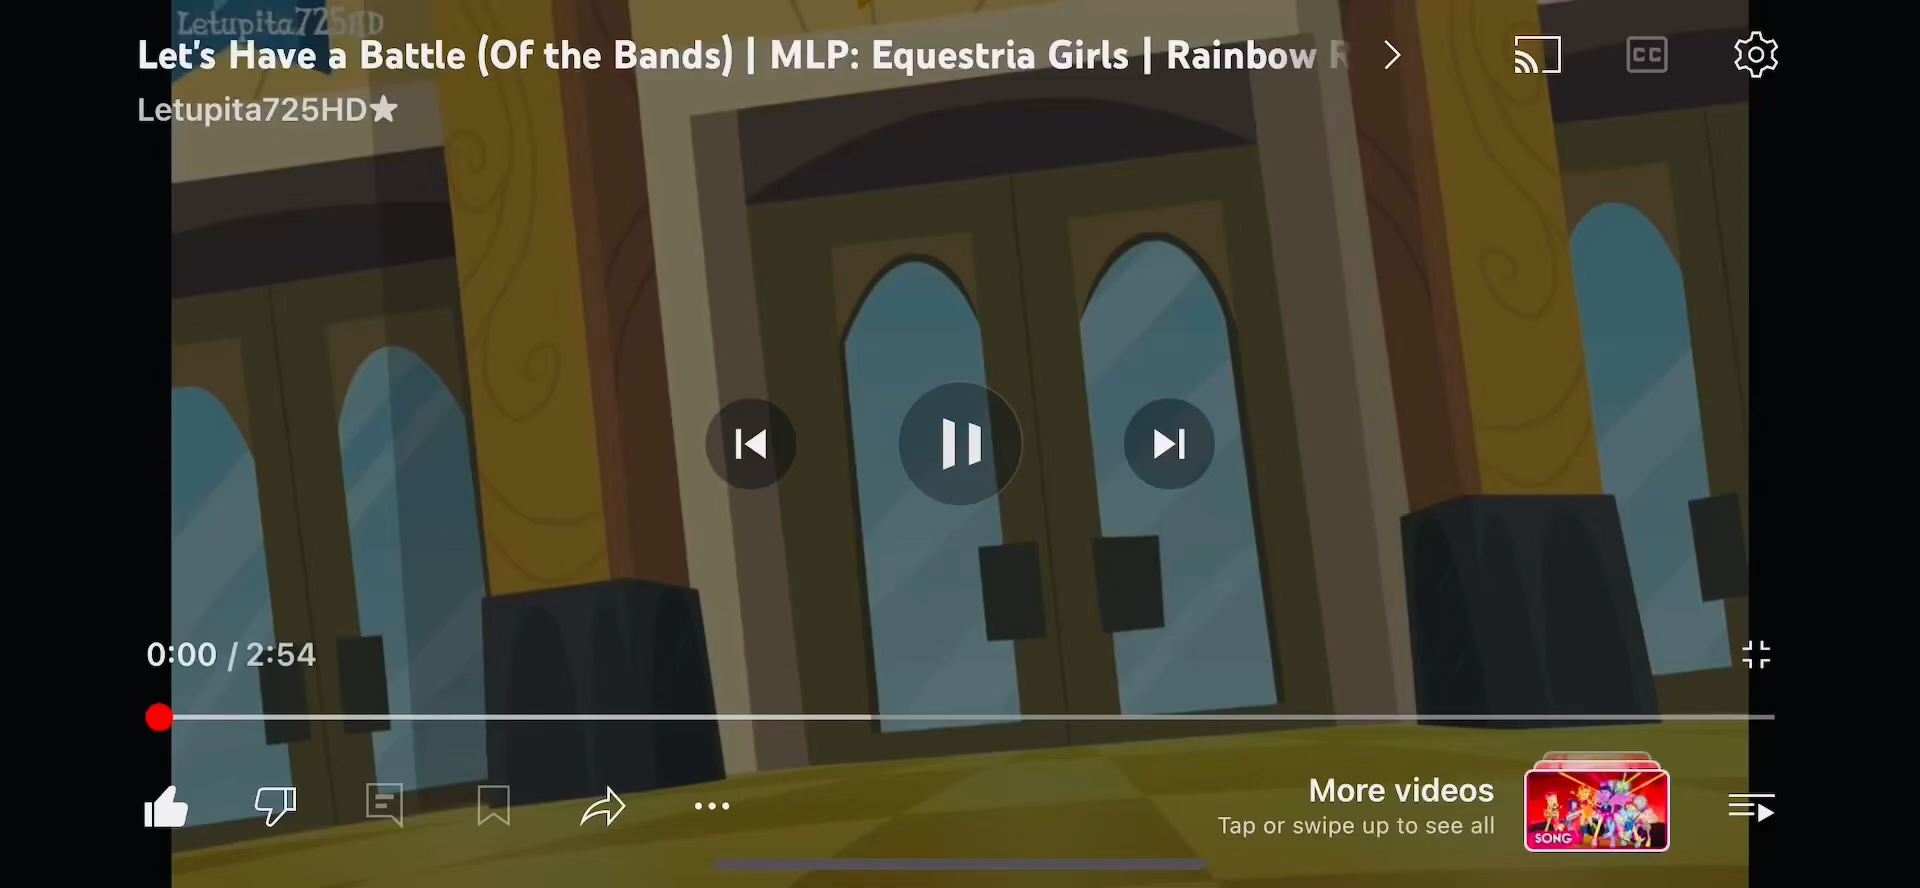 Letupita725HD
Let's Have a Battle (Of the Bands) | MLP: Equestria Girls | Rainbow R
CC
Letupita725HD★
0:00 / 2:54
More videos
Tap or swipe up to see all
SONG